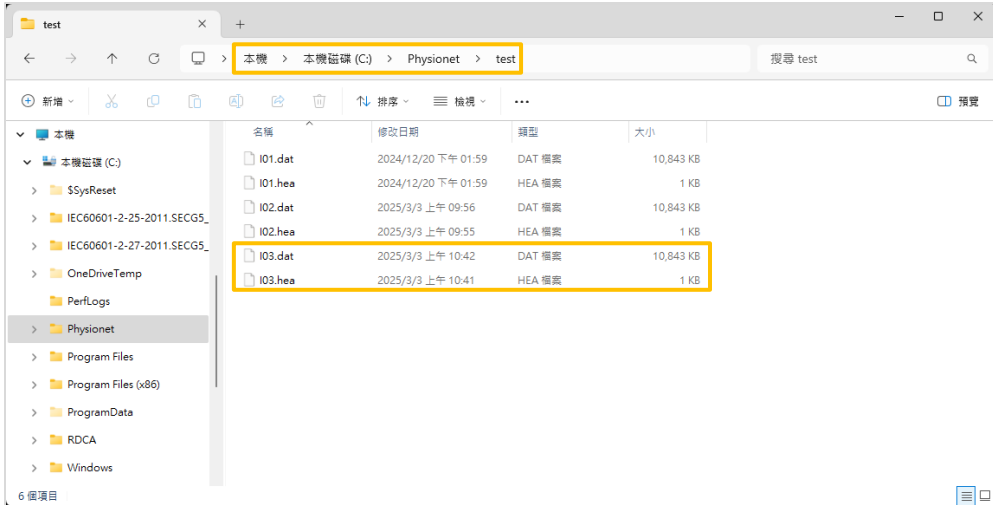 test
本機 > 本機磁碟 (C:) > Physionet > test
搜尋 test
新增
排序
檢視
預覽
本機
本機磁碟 (C:)
$SysReset
IEC60601-2-25-2011.SECG5_
IEC60601-2-27-2011.SECG5_
OneDriveTemp
PerfLogs
Physionet
Program Files
Program Files (x86)
ProgramData
RDCA
Windows
名稱 修改日期 類型 大小
I01.dat 2024/12/20 下午 01:59 DAT 檔案 10,843 KB
I01.hea 2024/12/20 下午 01:59 HEA 檔案 1 KB
I02.dat 2025/3/3 上午 09:56 DAT 檔案 10,843 KB
I02.hea 2025/3/3 上午 09:55 HEA 檔案 1 KB
I03.dat 2025/3/3 上午 10:42 DAT 檔案 10,843 KB
I03.hea 2025/3/3 上午 10:41 HEA 檔案 1 KB
6 個項目